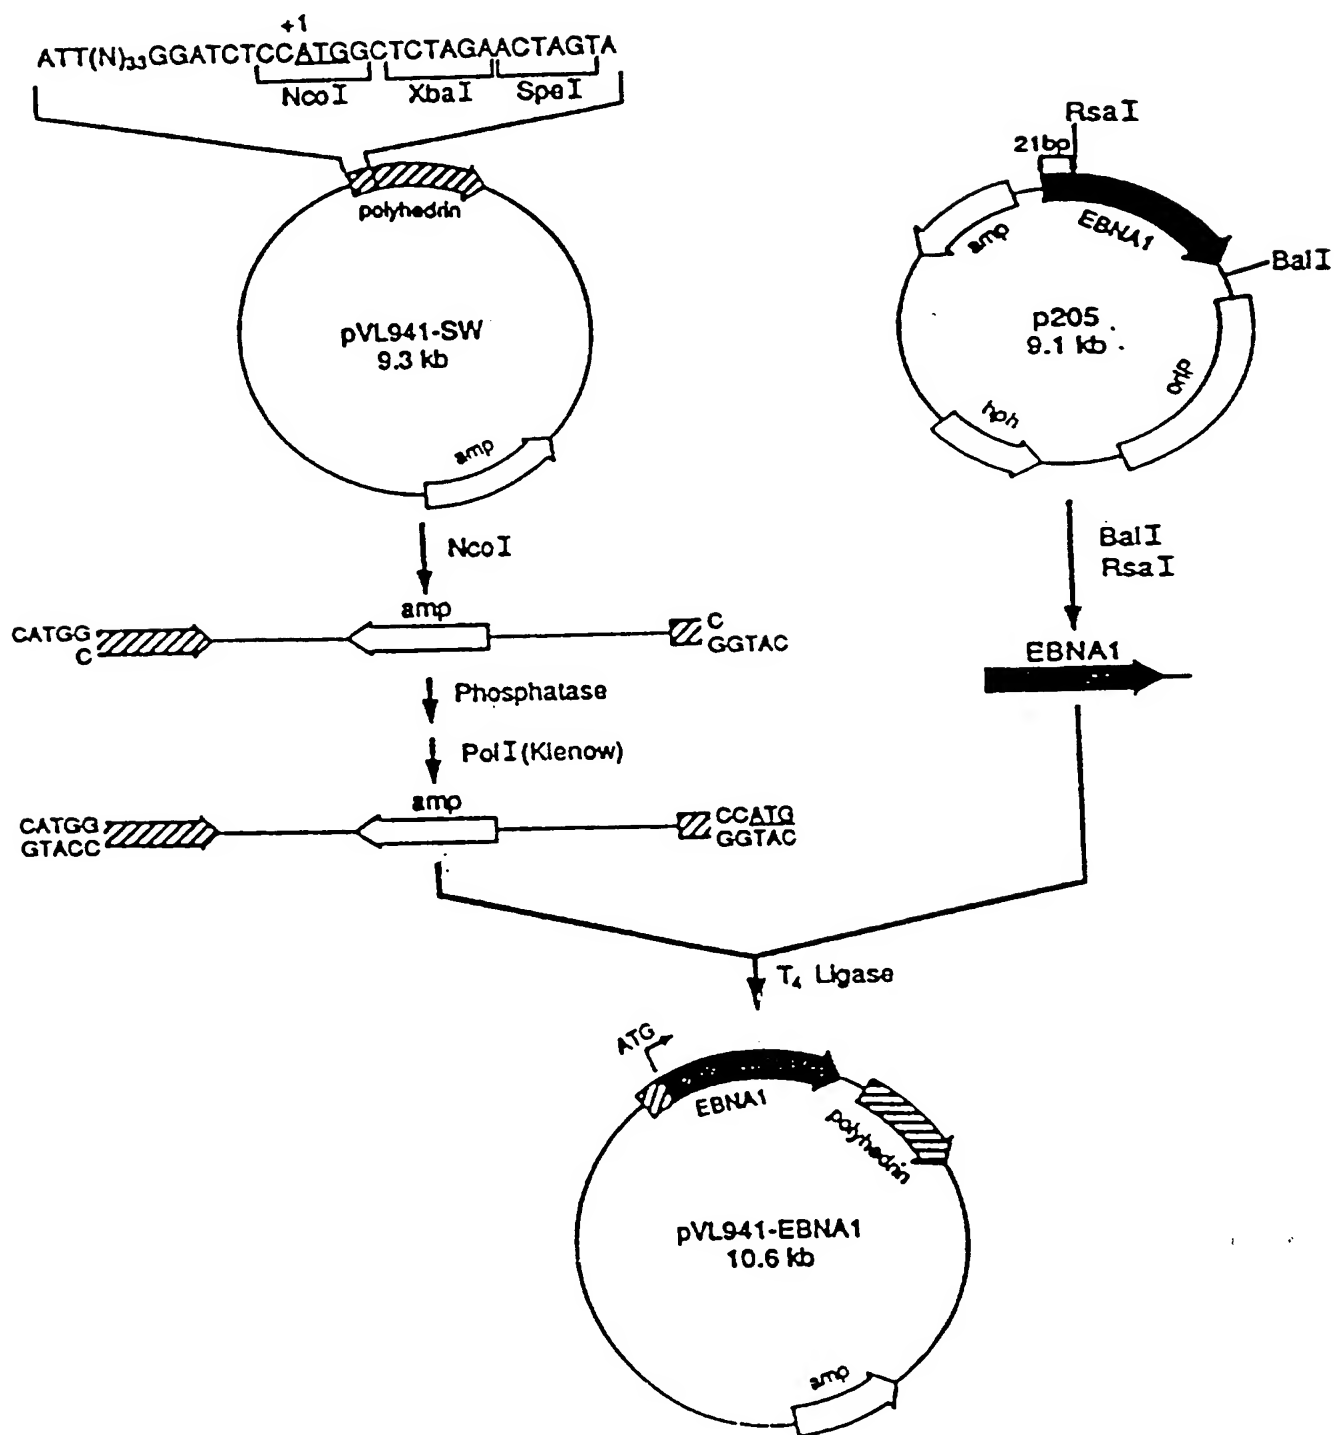 +1
ATT(N)₃₃GGATCTCCATGGCTCTAGAACTAGTA
NcoI XbaI SpeI
polyhedrin
pVL941-SW
9.3 kb
amp
RsaI
21bp
EBNA1
amp
BalI
p205
9.1 kb
oriP
hph
NcoI
BalI
RsaI
amp
CATGG
C
C
GGTAC
EBNA1
Phosphatase
PolI (Klenow)
amp
CATGG
GTACC
CCATG
GGTAC
T₄ Ligase
ATG
EBNA1
polyhedrin
pVL941-EBNA1
10.6 kb
amp